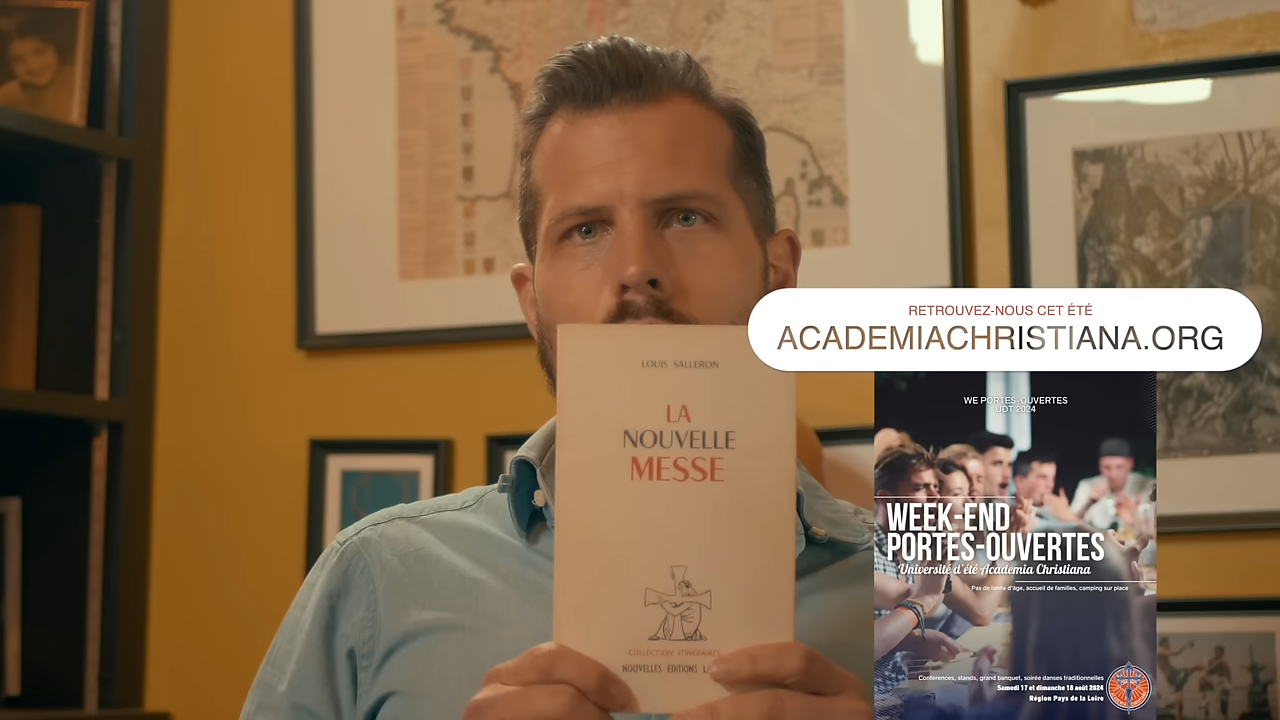 LOUIS SALLERON
LA
NOUVELLE
MESSE
COLLECTION ITINÉRAIRES
NOUVELLES ÉDITIONS
RETROUVEZ-NOUS CET ÉTÉ
ACADEMIACHRISTIANA.ORG
WE PORTES-OUVERTES
UDT 2024
WEEK-END
PORTES-OUVERTES
Université d'été Academia Christiana
Pas de limite d'âge, accueil de familles, camping sur place
Conférences, stands, grand banquet, soirée danses traditionnelles
Samedi 17 et dimanche 18 août 2024
Région Pays de la Loire